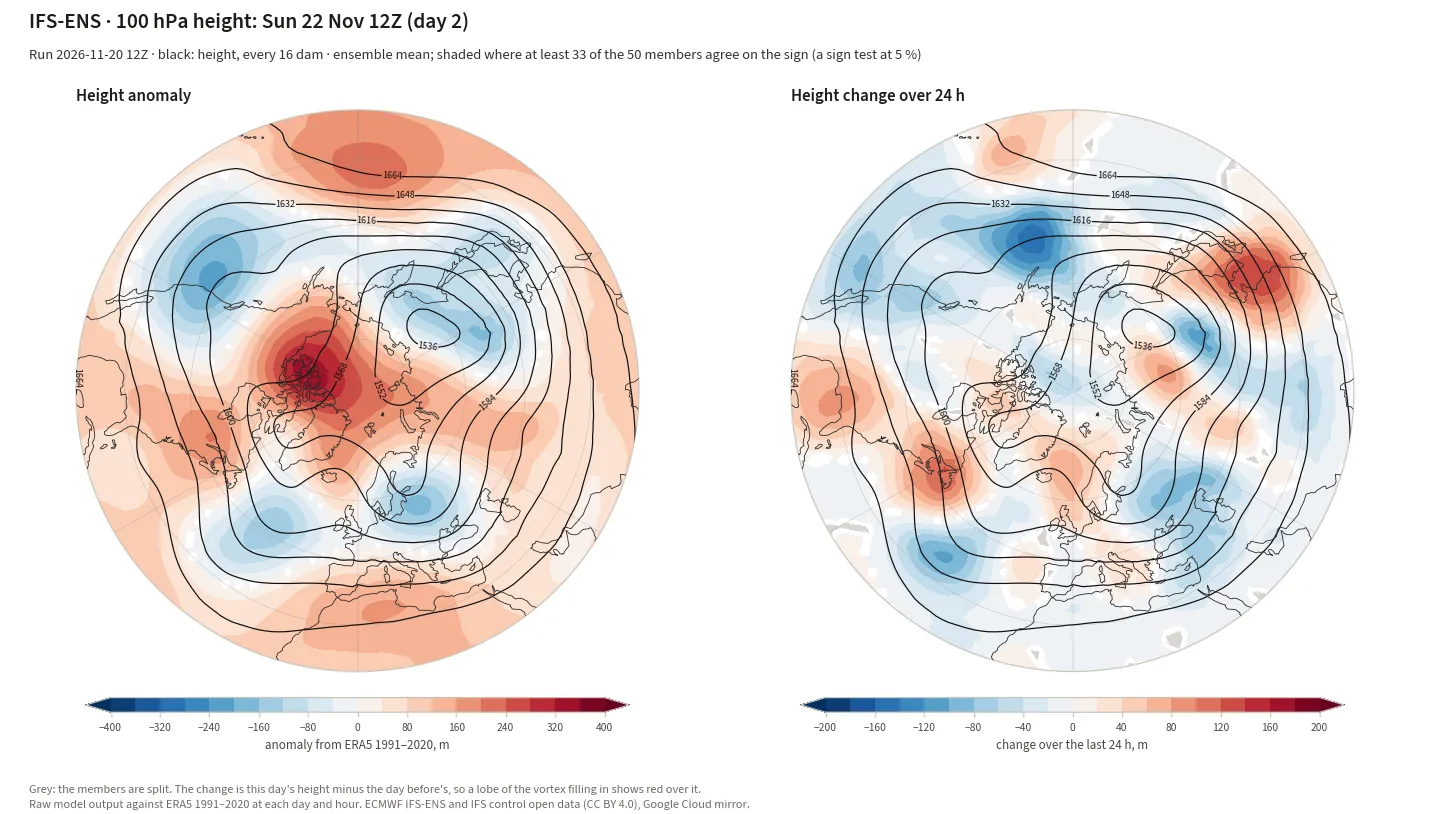 IFS-ENS · 100 hPa height: Sun 22 Nov 12Z (day 2)
Run 2026-11-20 12Z · black: height, every 16 dam · ensemble mean; shaded where at least 33 of the 50 members agree on the sign (a sign test at 5 %)
Height anomaly
Height change over 24 h
1664
1648
1632
1616
1536
1568
1552
1584
1600
1664
1664
1648
1632
1616
1536
1568
1552
1584
1600
1664
−400 −320 −240 −160 −80 0 80 160 240 320 400
anomaly from ERA5 1991–2020, m
−200 −160 −120 −80 −40 0 40 80 120 160 200
change over the last 24 h, m
Grey: the members are split. The change is this day's height minus the day before's, so a lobe of the vortex filling in shows red over it.
Raw model output against ERA5 1991–2020 at each day and hour. ECMWF IFS-ENS and IFS control open data (CC BY 4.0), Google Cloud mirror.